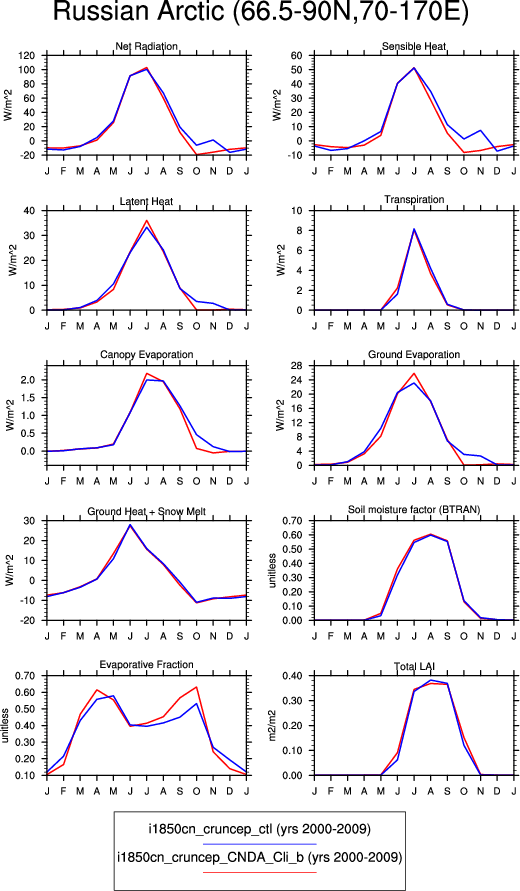 Russian Arctic (66.5-90N,70-170E)
Net Radiation
W/m^2
120
100
80
60
40
20
0
-20
J F M A M J J A S O N D J
Sensible Heat
W/m^2
60
50
40
30
20
10
0
-10
J F M A M J J A S O N D J
Latent Heat
W/m^2
40
30
20
10
0
J F M A M J J A S O N D J
Transpiration
W/m^2
10
8
6
4
2
0
J F M A M J J A S O N D J
Canopy Evaporation
W/m^2
2.0
1.5
1.0
0.5
0.0
J F M A M J J A S O N D J
Ground Evaporation
W/m^2
28
24
20
16
12
8
4
0
J F M A M J J A S O N D J
Ground Heat + Snow Melt
W/m^2
30
20
10
0
-10
-20
J F M A M J J A S O N D J
Soil moisture factor (BTRAN)
unitless
0.70
0.60
0.50
0.40
0.30
0.20
0.10
0.00
J F M A M J J A S O N D J
Evaporative Fraction
unitless
0.70
0.60
0.50
0.40
0.30
0.20
0.10
J F M A M J J A S O N D J
Total LAI
m2/m2
0.40
0.30
0.20
0.10
0.00
J F M A M J J A S O N D J
i1850cn_cruncep_ctl (yrs 2000-2009)
i1850cn_cruncep_CNDA_Cli_b (yrs 2000-2009)